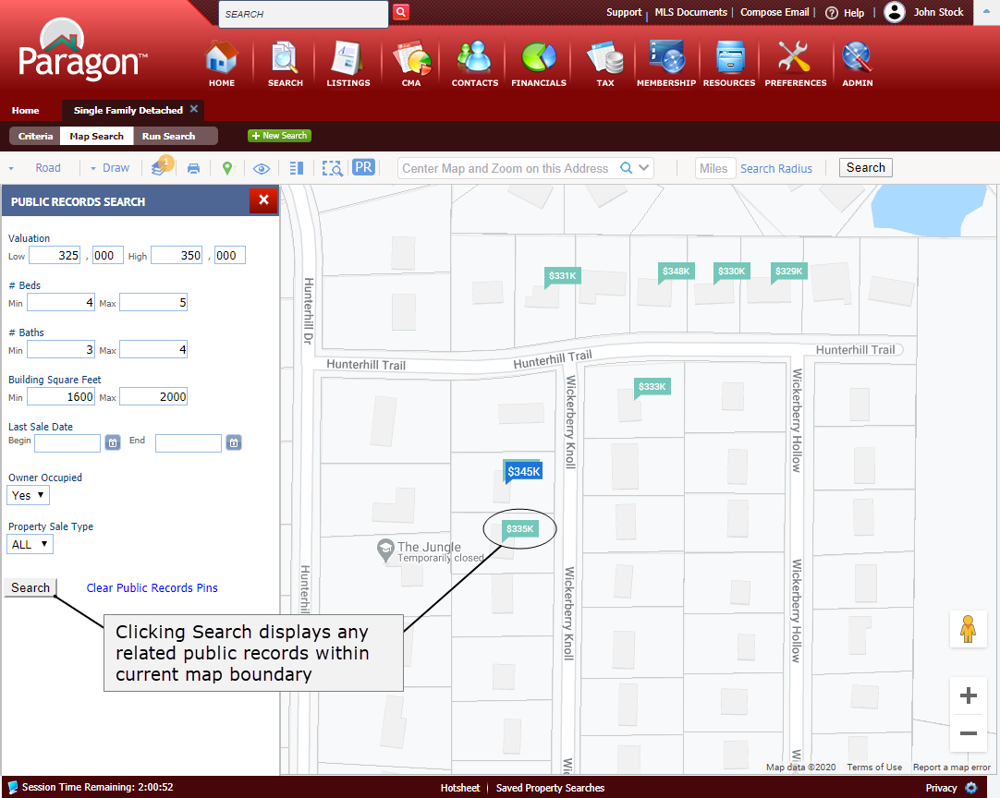 SEARCH
Support | MLS Documents | Compose Email | ? Help | John Stock
Paragon™
HOME SEARCH LISTINGS CMA CONTACTS FINANCIALS TAX MEMBERSHIP RESOURCES PREFERENCES ADMIN
Home Single Family Detached ×
Criteria Map Search Run Search + New Search
Road Draw 1 PR Center Map and Zoom on this Address Miles Search Radius Search
PUBLIC RECORDS SEARCH ×
Valuation
Low 325 , 000 High 350 , 000
# Beds
Min 4 Max 5
# Baths
Min 3 Max 4
Building Square Feet
Min 1600 Max 2000
Last Sale Date
Begin End
Owner Occupied
Yes ▼
Property Sale Type
ALL ▼
Search Clear Public Records Pins
Clicking Search displays any
related public records within
current map boundary
$331K
$348K
$330K
$329K
Hunterhill Dr
Hunterhill Trail
Hunterhill Trail
Hunterhill Trail
$333K
Wickerberry Knoll
Wickerberry Hollow
$345K
$335K
The Jungle
Temporarily closed
Hunterhil
Wickerberry Knoll
Wickerberry Hollow
Wi
Wicke
+
−
Map data ©2020 Terms of Use Report a map error
Session Time Remaining: 2:00:52 Hotsheet | Saved Property Searches Privacy